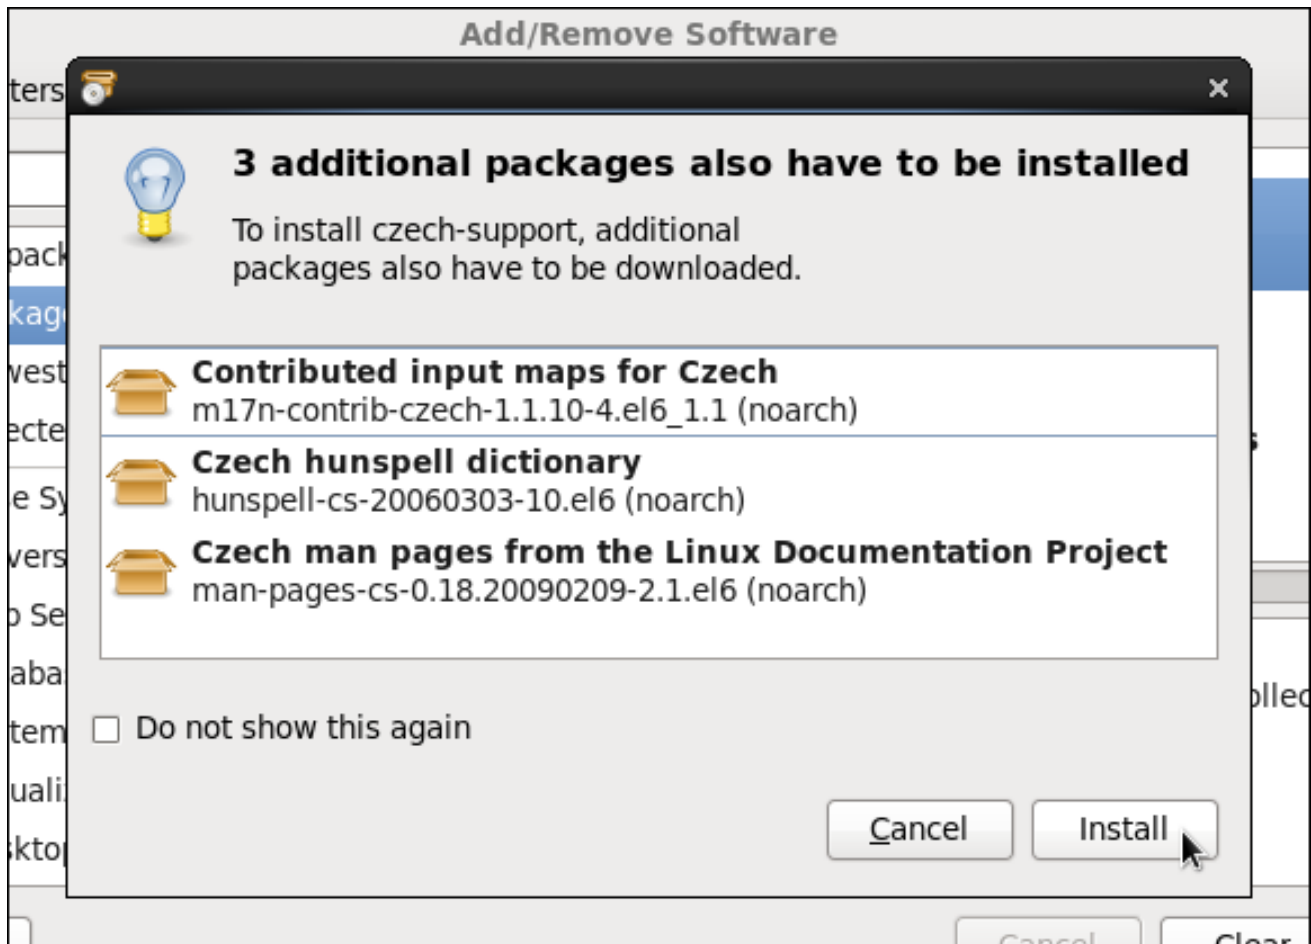 Add/Remove Software
3 additional packages also have to be installed
To install czech-support, additional
packages also have to be downloaded.
Contributed input maps for Czech
m17n-contrib-czech-1.1.10-4.el6_1.1 (noarch)
Czech hunspell dictionary
hunspell-cs-20060303-10.el6 (noarch)
Czech man pages from the Linux Documentation Project
man-pages-cs-0.18.20090209-2.1.el6 (noarch)
Do not show this again
Cancel
Install
Cancel
Clear